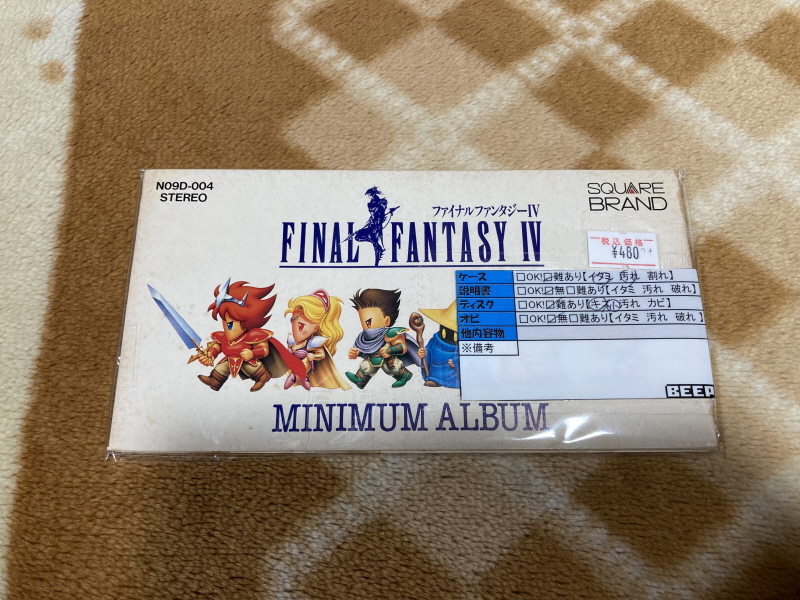 N09D-004
STEREO
SQUARE
BRAND
ファイナルファンタジーIV
FINAL FANTASY IV
税込価格
¥480
ケース □OK!☑難あり【イタミ 汚れ 割れ】
説明書 □OK!☑無□難あり【イタミ 汚れ 破れ】
ディスク □OK!☑難あり【キズ 汚れ カビ】
オビ □OK!☑無□難あり【イタミ 汚れ 破れ】
他内容物
※備考
BEEP
MINIMUM ALBUM